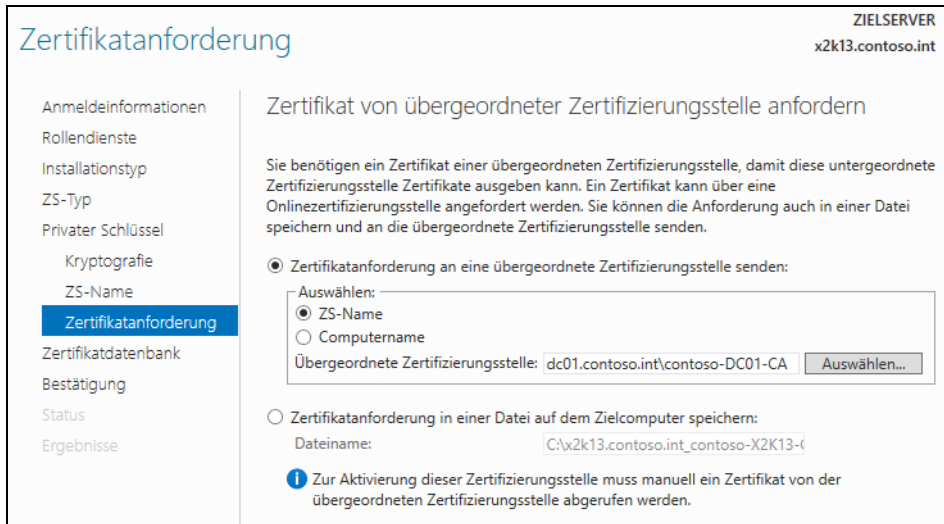 Zertifikatanforderung
ZIELSERVER
x2k13.contoso.int
Anmeldeinformationen
Rollendienste
Installationstyp
ZS-Typ
Privater Schlüssel
Kryptografie
ZS-Name
Zertifikatanforderung
Zertifikatdatenbank
Bestätigung
Status
Ergebnisse
Zertifikat von übergeordneter Zertifizierungsstelle anfordern
Sie benötigen ein Zertifikat einer übergeordneten Zertifizierungsstelle, damit diese untergeordnete
Zertifizierungsstelle Zertifikate ausgeben kann. Ein Zertifikat kann über eine
Onlinezertifizierungsstelle angefordert werden. Sie können die Anforderung auch in einer Datei
speichern und an die übergeordnete Zertifizierungsstelle senden.
Zertifikatanforderung an eine übergeordnete Zertifizierungsstelle senden:
Auswählen:
ZS-Name
Computername
Übergeordnete Zertifizierungsstelle: dc01.contoso.int\contoso-DC01-CA Auswählen...
Zertifikatanforderung in einer Datei auf dem Zielcomputer speichern:
Dateiname: C:\x2k13.contoso.int_contoso-X2K13-
Zur Aktivierung dieser Zertifizierungsstelle muss manuell ein Zertifikat von der
übergeordneten Zertifizierungsstelle abgerufen werden.